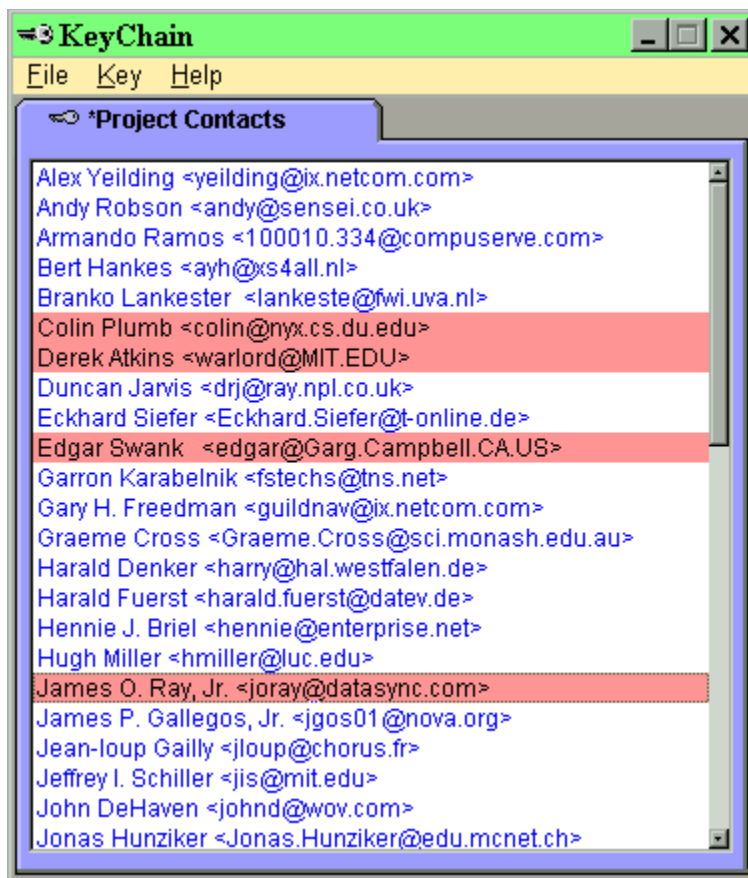 KeyChain
File Key Help
*Project Contacts
Alex Yeilding <yeilding@ix.netcom.com>
Andy Robson <andy@sensei.co.uk>
Armando Ramos <100010.334@compuserve.com>
Bert Hankes <ayh@xs4all.nl>
Branko Lankester <lankeste@fwi.uva.nl>
Colin Plumb <colin@nyx.cs.du.edu>
Derek Atkins <warlord@MIT.EDU>
Duncan Jarvis <drj@ray.npl.co.uk>
Eckhard Siefer <Eckhard.Siefer@t-online.de>
Edgar Swank <edgar@Garg.Campbell.CA.US>
Garron Karabelnik <fstechs@tns.net>
Gary H. Freedman <guildnav@ix.netcom.com>
Graeme Cross <Graeme.Cross@sci.monash.edu.au>
Harald Denker <harry@hal.westfalen.de>
Harald Fuerst <harald.fuerst@datev.de>
Hennie J. Briel <hennie@enterprise.net>
Hugh Miller <hmiller@luc.edu>
James O. Ray, Jr. <joray@datasync.com>
James P. Gallegos, Jr. <jgos01@nova.org>
Jean-loup Gailly <jloup@chorus.fr>
Jeffrey I. Schiller <jis@mit.edu>
John DeHaven <johnd@wov.com>
Jonas Hunziker <Jonas.Hunziker@edu.mcnet.ch>